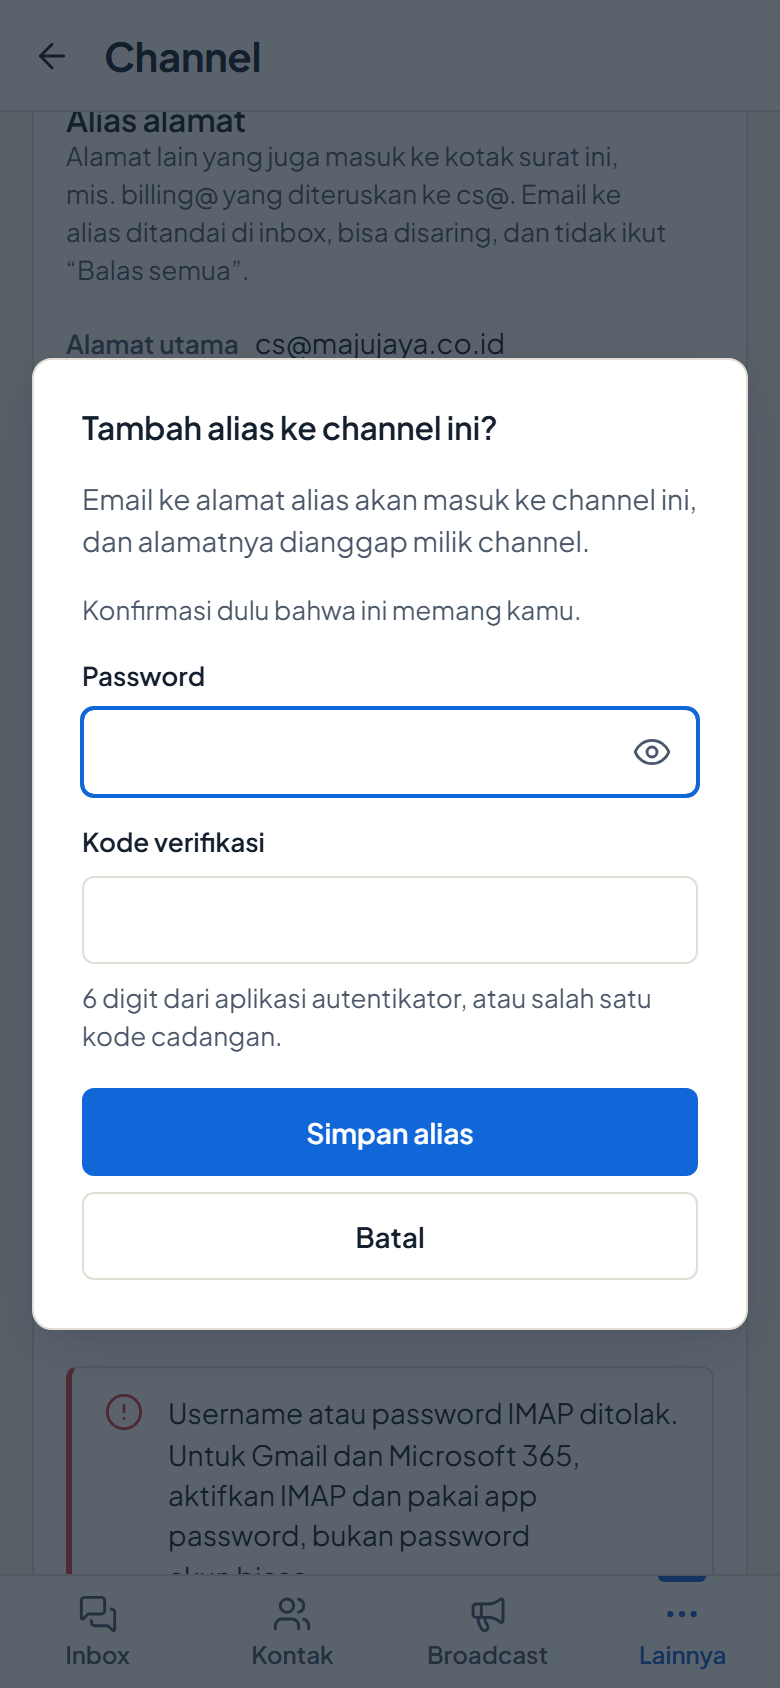 Channel
Alias alamat
Alamat lain yang juga masuk ke kotak surat ini,
mis. billing@ yang diteruskan ke cs@. Email ke
alias ditandai di inbox, bisa disaring, dan tidak ikut
“Balas semua”.
Alamat utama cs@majujaya.co.id
Tambah alias ke channel ini?
Email ke alamat alias akan masuk ke channel ini,
dan alamatnya dianggap milik channel.
Konfirmasi dulu bahwa ini memang kamu.
Password
Kode verifikasi
6 digit dari aplikasi autentikator, atau salah satu
kode cadangan.
Simpan alias
Batal
Username atau password IMAP ditolak.
Untuk Gmail dan Microsoft 365,
aktifkan IMAP dan pakai app
password, bukan password
Inbox
Kontak
Broadcast
Lainnya